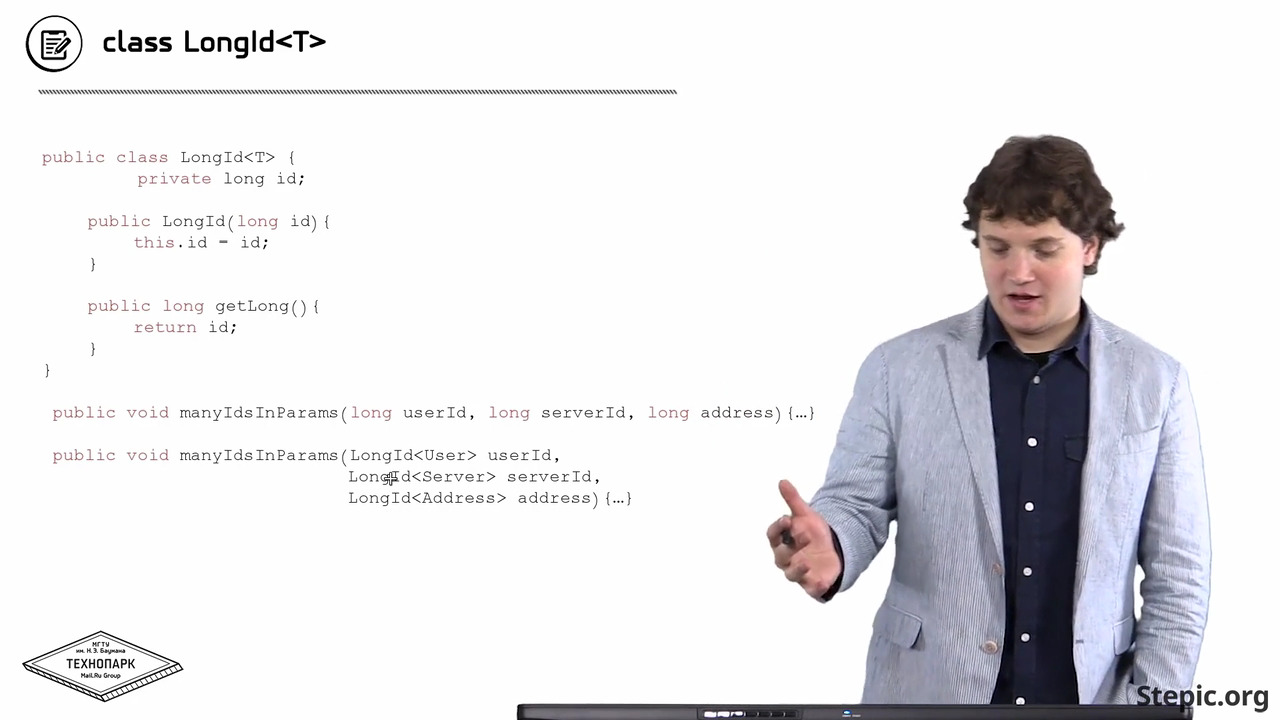 class LongId<T>
public class LongId<T> {
private long id;
public LongId(long id){
this.id = id;
}
public long getLong(){
return id;
}
}
public void manyIdsInParams(long userId, long serverId, long address){…}
public void manyIdsInParams(LongId<User> userId,
LongId<Server> serverId,
LongId<Address> address){…}
МГТУ
им. Н.Э. Баумана
ТЕХНОПАРК
Mail.Ru Group
Stepic.org